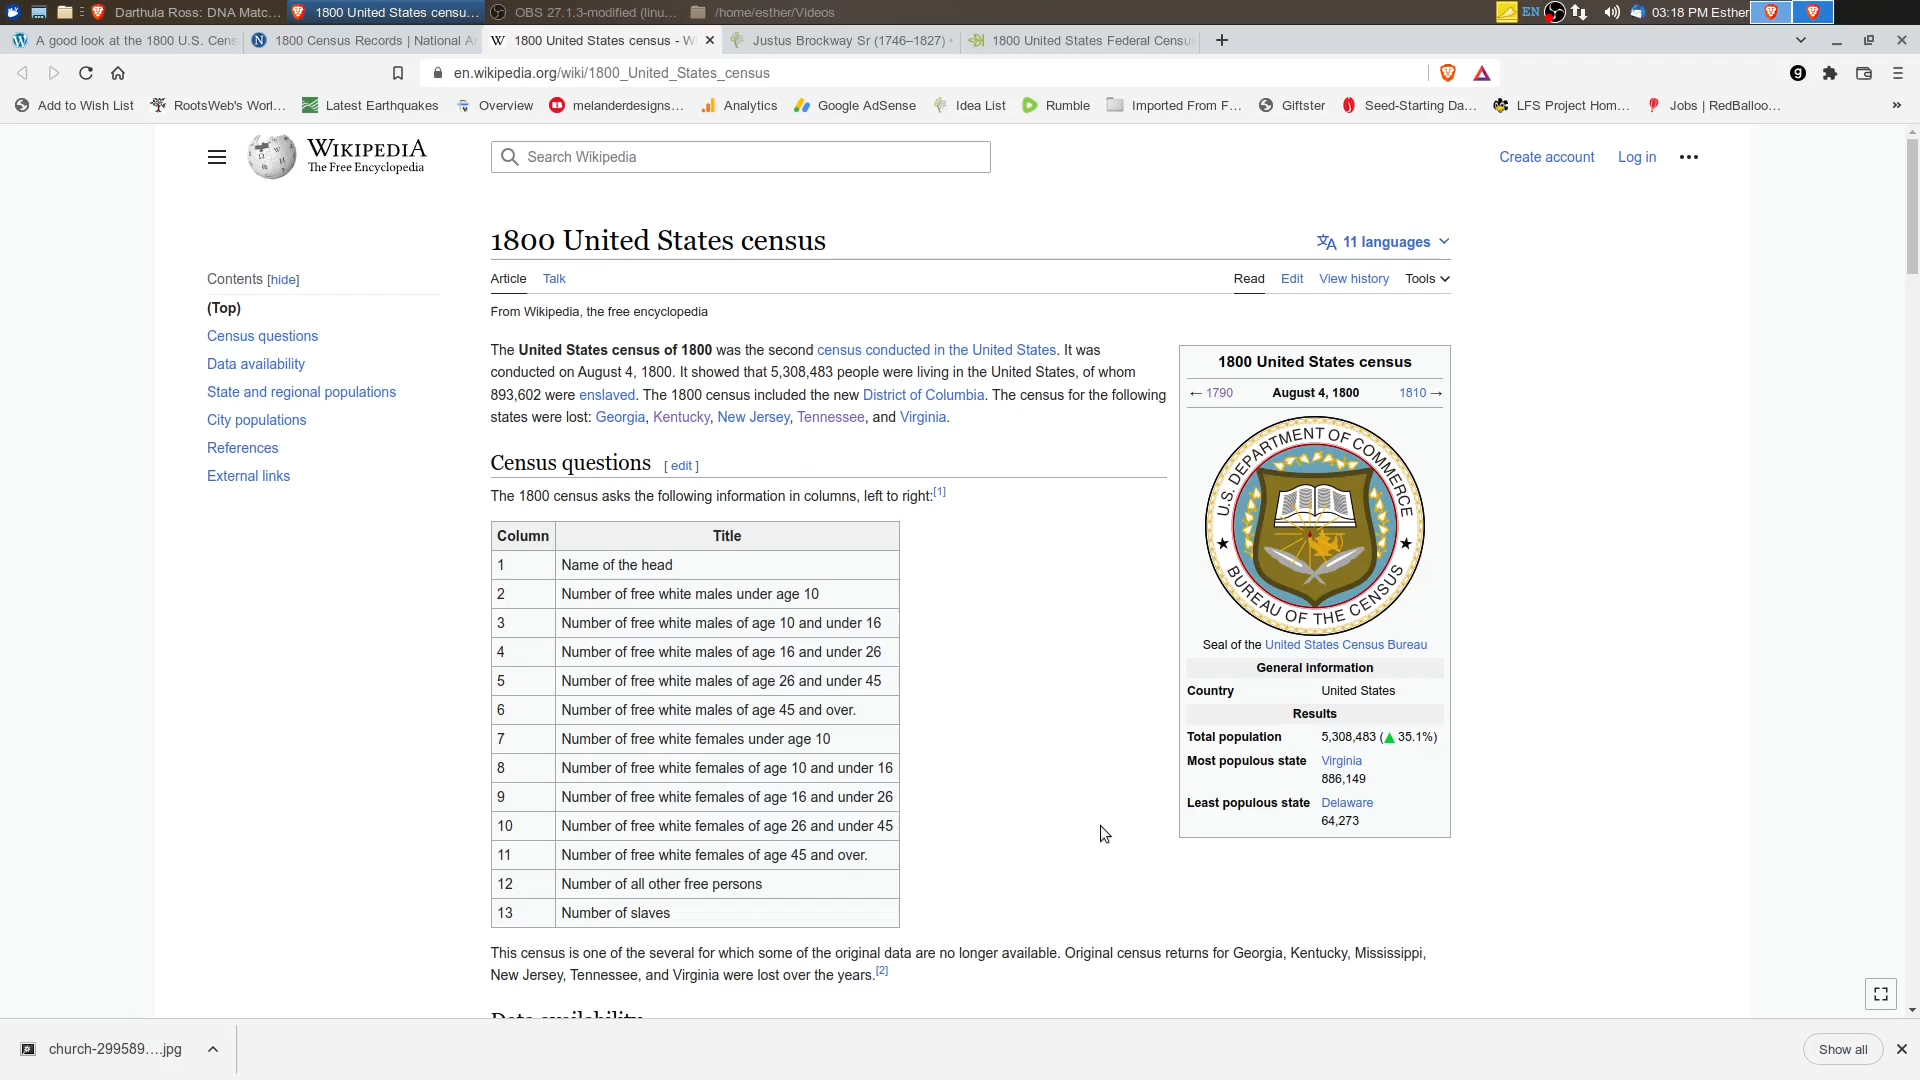 Darthula Ross: DNA Matc...
1800 United States censu...
OBS 27.1.3-modified (linu...
/home/esther/Videos
EN
03:18 PM Esther
A good look at the 1800 U.S. Cens
1800 Census Records | National A
1800 United States census - W
Justus Brockway Sr (1746–1827)
1800 United States Federal Census
en.wikipedia.org/wiki/1800_United_States_census
Add to Wish List
RootsWeb's Worl...
Latest Earthquakes
Overview
melanderdesigns...
Analytics
Google AdSense
Idea List
Rumble
Imported From F...
Giftster
Seed-Starting Da...
LFS Project Hom...
Jobs | RedBalloo...
»
WIKIPEDIA
The Free Encyclopedia
Search Wikipedia
Create account
Log in
1800 United States census
11 languages
Contents [hide]
(Top)
Census questions
Data availability
State and regional populations
City populations
References
External links
Article
Talk
Read
Edit
View history
Tools
From Wikipedia, the free encyclopedia
The United States census of 1800 was the second census conducted in the United States. It was
conducted on August 4, 1800. It showed that 5,308,483 people were living in the United States, of whom
893,602 were enslaved. The 1800 census included the new District of Columbia. The census for the following
states were lost: Georgia, Kentucky, New Jersey, Tennessee, and Virginia.
Census questions [ edit ]
The 1800 census asks the following information in columns, left to right:[1]
Column Title
1 Name of the head
2 Number of free white males under age 10
3 Number of free white males of age 10 and under 16
4 Number of free white males of age 16 and under 26
5 Number of free white males of age 26 and under 45
6 Number of free white males of age 45 and over.
7 Number of free white females under age 10
8 Number of free white females of age 10 and under 16
9 Number of free white females of age 16 and under 26
10 Number of free white females of age 26 and under 45
11 Number of free white females of age 45 and over.
12 Number of all other free persons
13 Number of slaves
This census is one of the several for which some of the original data are no longer available. Original census returns for Georgia, Kentucky, Mississippi,
New Jersey, Tennessee, and Virginia were lost over the years.[2]
Data availability
1800 United States census
← 1790 August 4, 1800 1810 →
U.S. DEPARTMENT OF COMMERCE
BUREAU OF THE CENSUS
Seal of the United States Census Bureau
General information
Country United States
Results
Total population 5,308,483 (▲ 35.1%)
Most populous state Virginia
886,149
Least populous state Delaware
64,273
church-299589....jpg
Show all